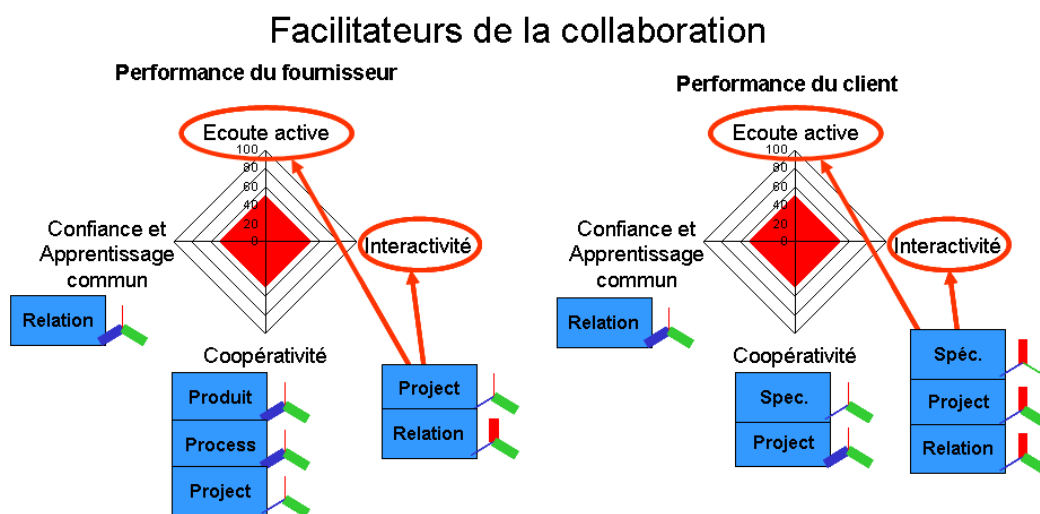 Facilitateurs de la collaboration
Performance du fournisseur
Ecoute active
100
80
60
40
20
0
Confiance et
Apprentissage
commun
Interactivité
Relation
Coopérativité
Produit
Process
Project
Project
Relation
Performance du client
Ecoute active
100
80
60
40
20
0
Confiance et
Apprentissage
commun
Interactivité
Relation
Coopérativité
Spec.
Project
Spéc.
Project
Relation